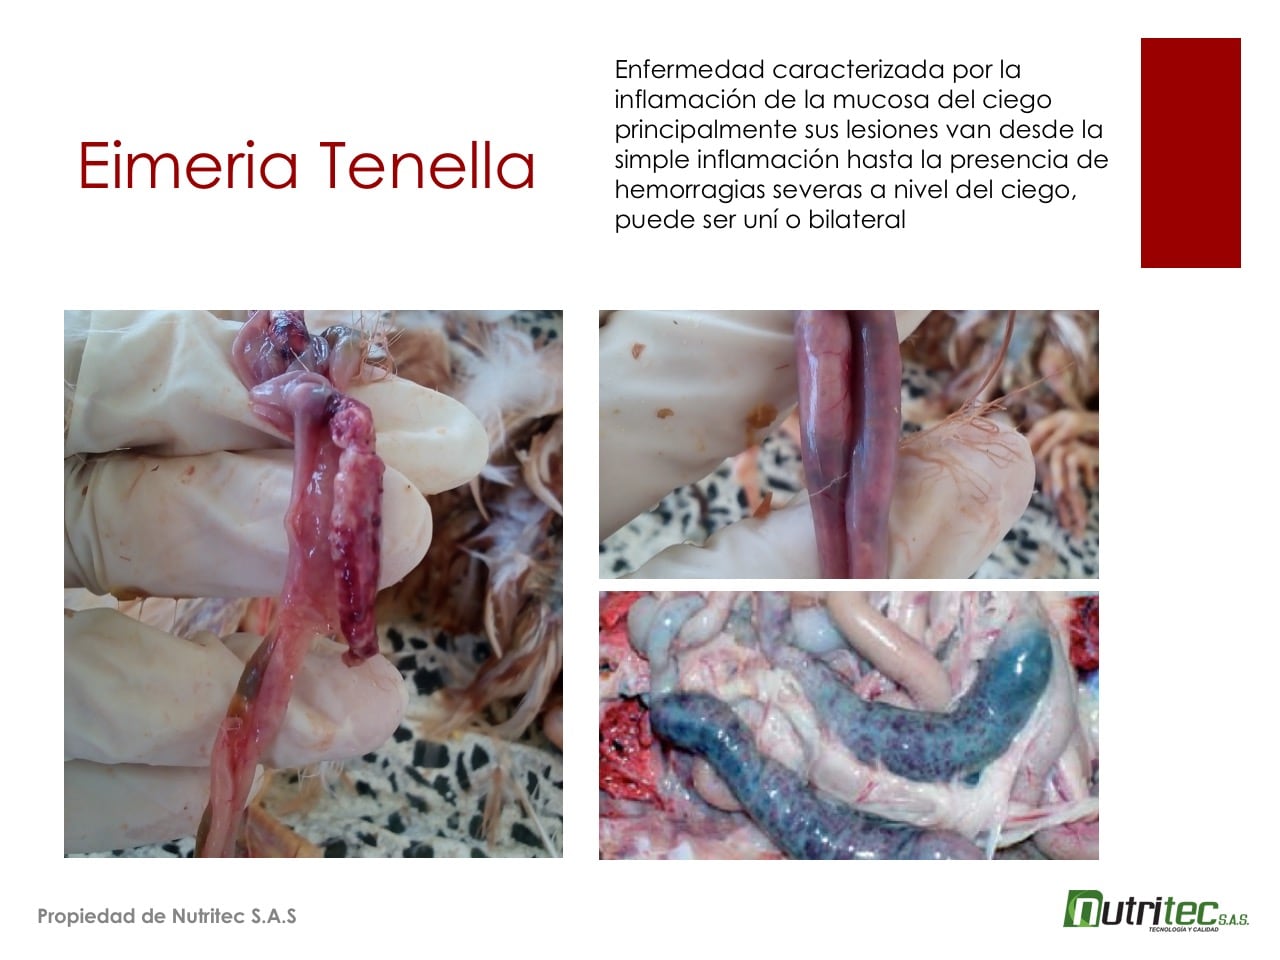 Eimeria Tenella
Enfermedad caracterizada por la
inflamación de la mucosa del ciego
principalmente sus lesiones van desde la
simple inflamación hasta la presencia de
hemorragias severas a nivel del ciego,
puede ser uní o bilateral
Propiedad de Nutritec S.A.S
nutritec S.A.S.
TECNOLOGÍA Y CALIDAD